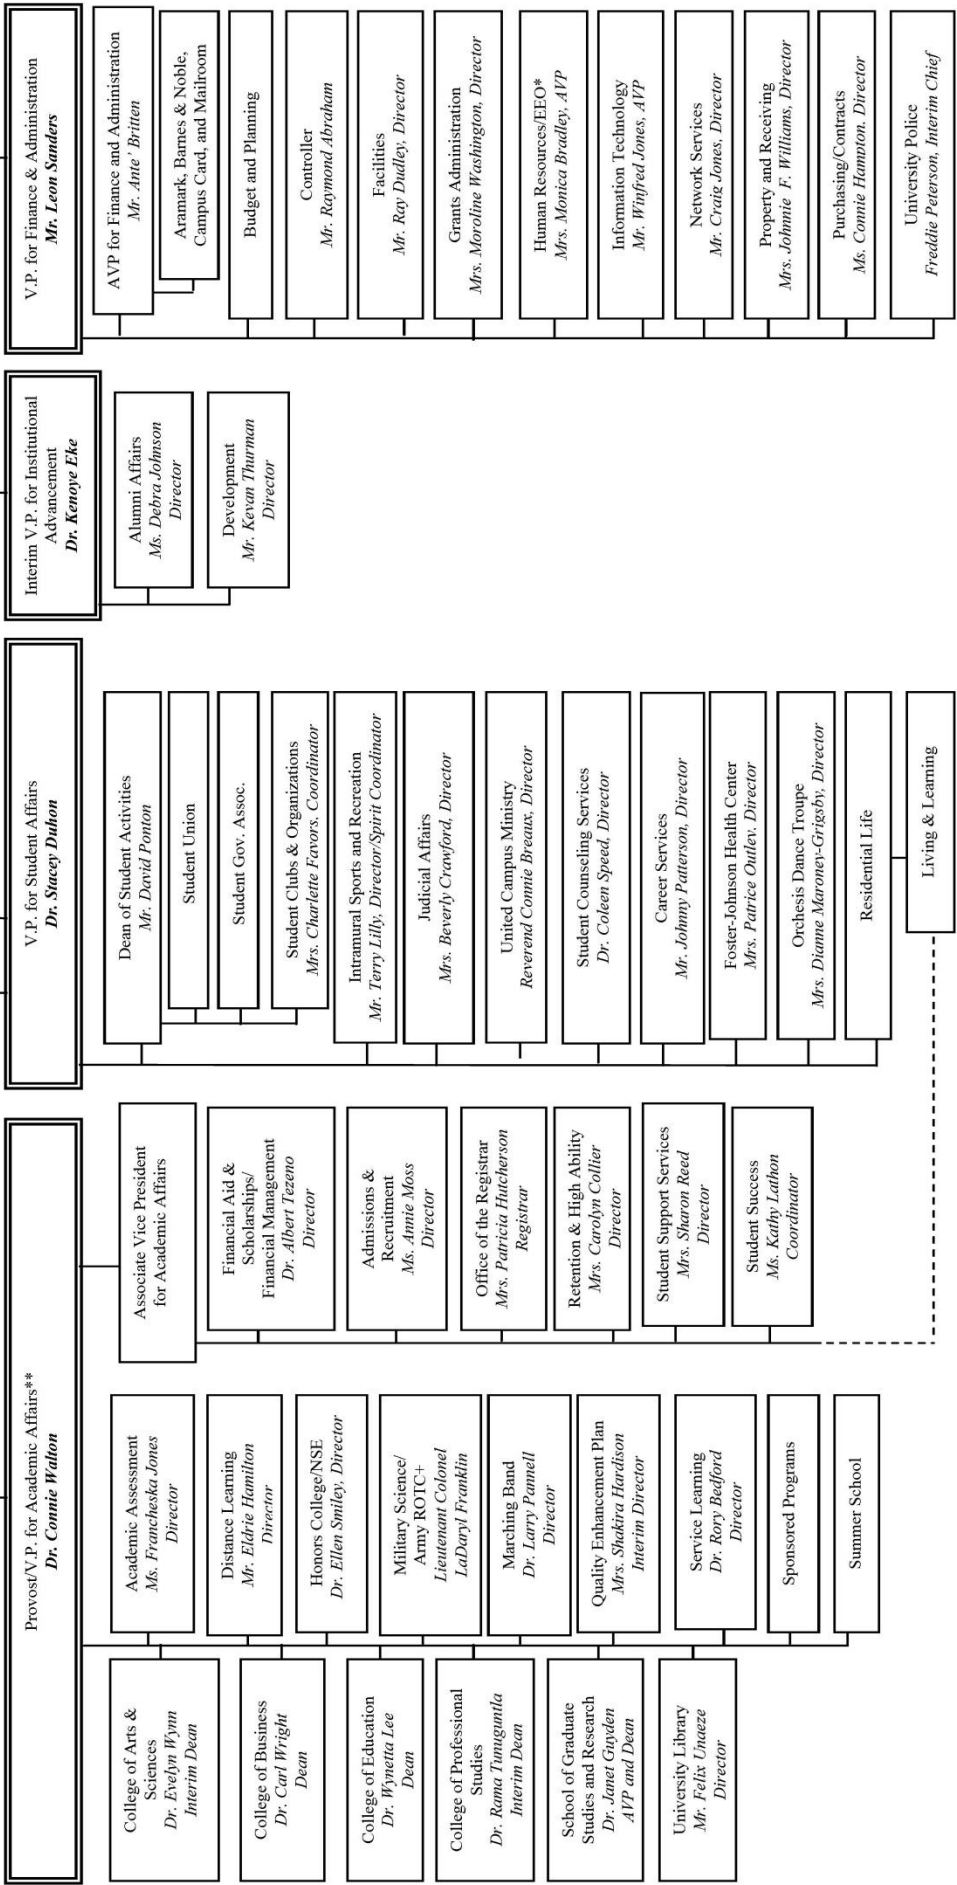 Provost/V.P. for Academic Affairs**
Dr. Connie Walton
College of Arts &
Sciences
Dr. Evelyn Wynn
Interim Dean
College of Business
Dr. Carl Wright
Dean
College of Education
Dr. Wynetta Lee
Dean
College of Professional
Studies
Dr. Rama Tunuguntla
Interim Dean
School of Graduate
Studies and Research
Dr. Janet Guyden
AVP and Dean
University Library
Mr. Felix Unaeze
Director
Academic Assessment
Ms. Francheska Jones
Director
Distance Learning
Mr. Eldrie Hamilton
Director
Honors College/NSE
Dr. Ellen Smiley, Director
Military Science/
Army ROTC+
Lieutenant Colonel
LaDaryl Franklin
Marching Band
Dr. Larry Pannell
Director
Quality Enhancement Plan
Mrs. Shakira Hardison
Interim Director
Service Learning
Dr. Rory Bedford
Director
Sponsored Programs
Summer School
Associate Vice President
for Academic Affairs
Financial Aid &
Scholarships/
Financial Management
Dr. Albert Tezeno
Director
Admissions &
Recruitment
Ms. Annie Moss
Director
Office of the Registrar
Mrs. Patricia Hutcherson
Registrar
Retention & High Ability
Mrs. Carolyn Collier
Director
Student Support Services
Mrs. Sharon Reed
Director
Student Success
Ms. Kathy Lathon
Coordinator
V.P. for Student Affairs
Dr. Stacey Duhon
Dean of Student Activities
Mr. David Ponton
Student Union
Student Gov. Assoc.
Student Clubs & Organizations
Mrs. Charlette Favors. Coordinator
Intramural Sports and Recreation
Mr. Terry Lilly, Director/Spirit Coordinator
Judicial Affairs
Mrs. Beverly Crawford, Director
United Campus Ministry
Reverend Connie Breaux, Director
Student Counseling Services
Dr. Coleen Speed, Director
Career Services
Mr. Johnny Patterson, Director
Foster-Johnson Health Center
Mrs. Patrice Outley. Director
Orchesis Dance Troupe
Mrs. Dianne Maroney-Grigsby, Director
Residential Life
Living & Learning
Interim V.P. for Institutional
Advancement
Dr. Kenoye Eke
Alumni Affairs
Ms. Debra Johnson
Director
Development
Mr. Kevan Thurman
Director
V.P. for Finance & Administration
Mr. Leon Sanders
AVP for Finance and Administration
Mr. Ante' Britten
Aramark, Barnes & Noble,
Campus Card, and Mailroom
Budget and Planning
Controller
Mr. Raymond Abraham
Facilities
Mr. Ray Dudley, Director
Grants Administration
Mrs. Moroline Washington, Director
Human Resources/EEO*
Mrs. Monica Bradley, AVP
Information Technology
Mr. Winfred Jones, AVP
Network Services
Mr. Craig Jones, Director
Property and Receiving
Mrs. Johnnie F. Williams, Director
Purchasing/Contracts
Ms. Connie Hampton. Director
University Police
Freddie Peterson, Interim Chief